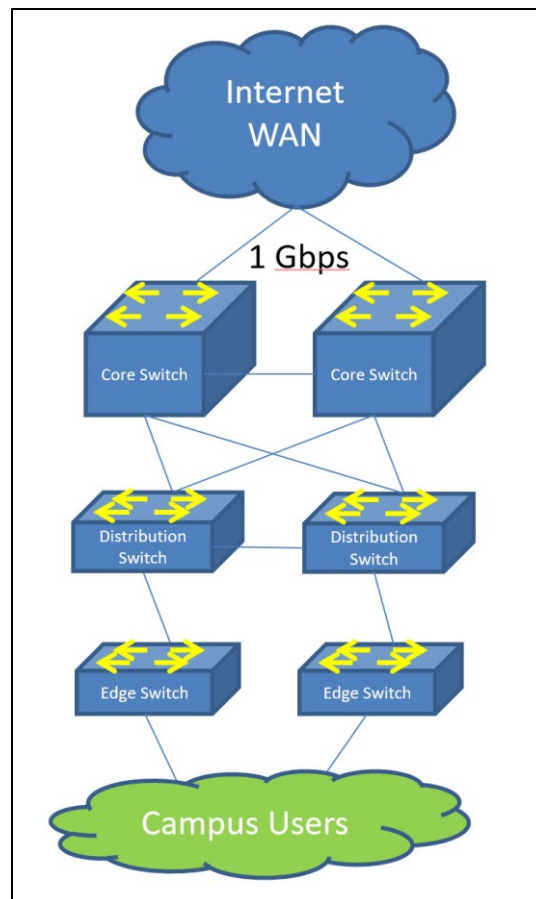 Internet
WAN
1 Gbps
Core Switch
Core Switch
Distribution
Switch
Distribution
Switch
Edge Switch
Edge Switch
Campus Users